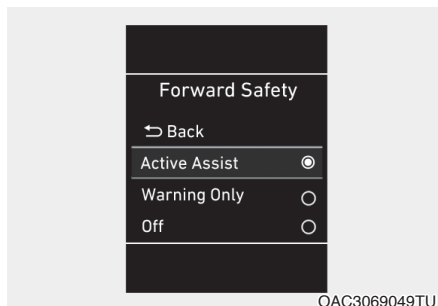 Forward Safety
Back
Active Assist
Warning Only
Off
OAC3069049TU